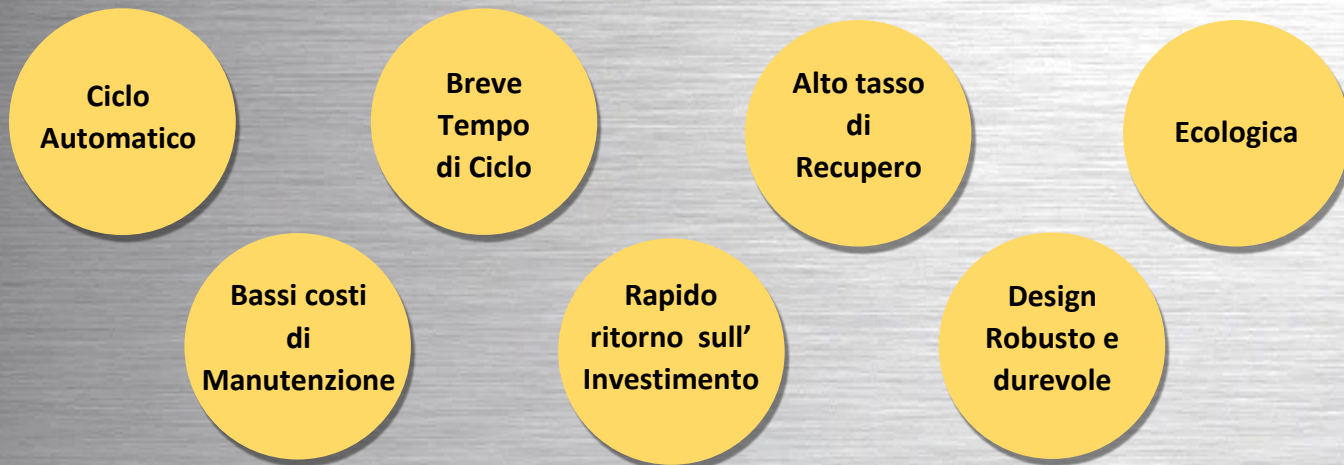 Ciclo
Automatico
Breve
Tempo
di Ciclo
Alto tasso
di
Recupero
Ecologica
Bassi costi
di
Manutenzione
Rapido
ritorno  sull’
Investimento
Design
Robusto e
durevole